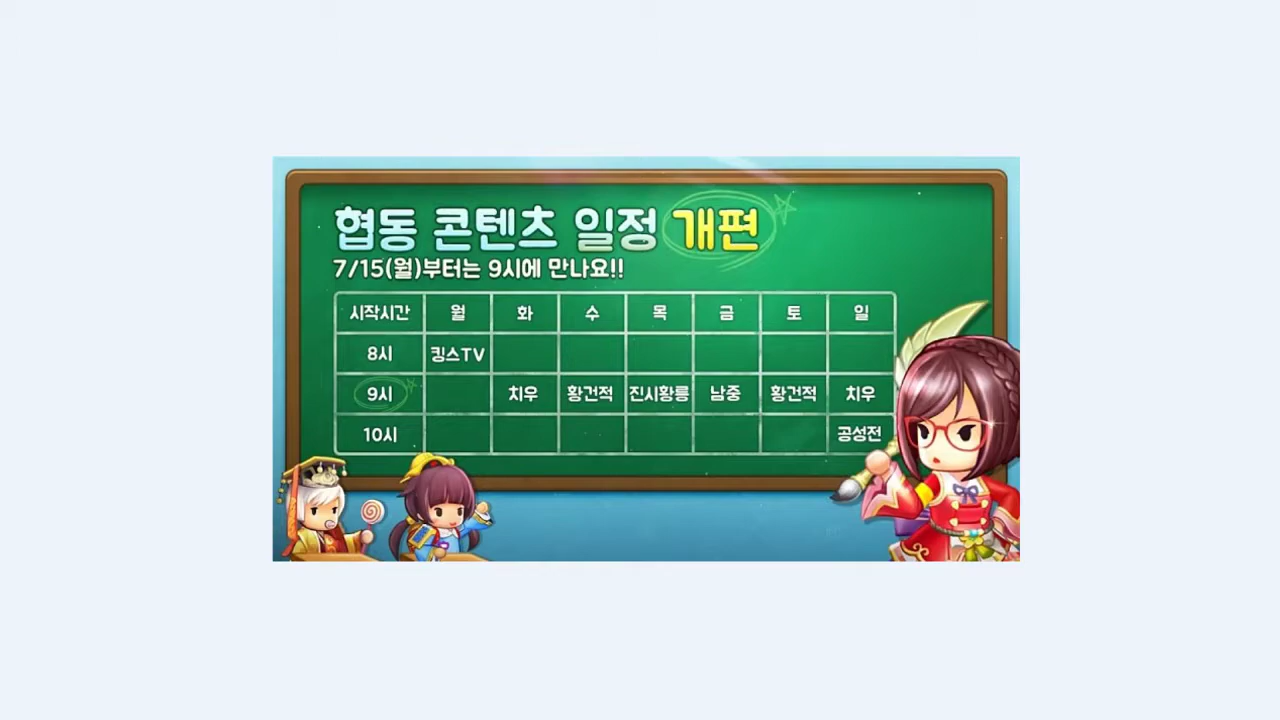 협동 콘텐츠 일정 개편
7/15(월)부터는 9시에 만나요!!
시작시간 월 화 수 목 금 토 일
8시 킹스TV
9시 치우 황건적 진시황릉 남중 황건적 치우
10시 공성전